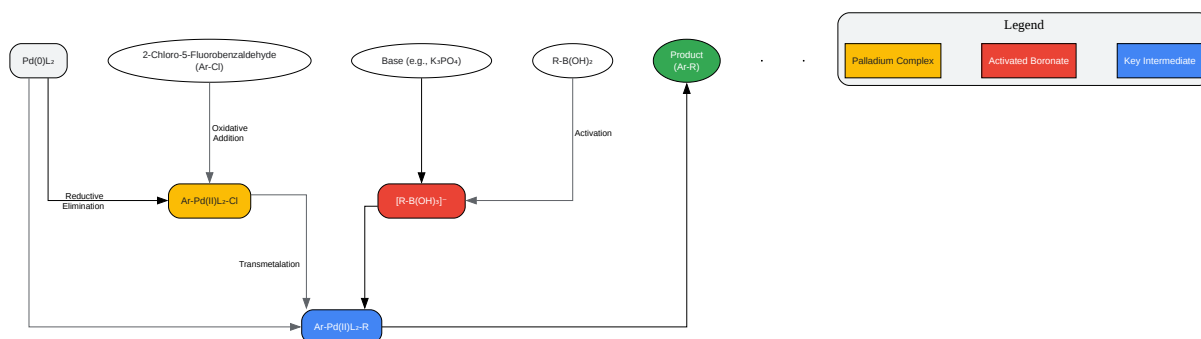 Legend
Pd(0)L₂
2-Chloro-5-Fluorobenzaldehyde
(Ar-Cl)
Base (e.g., K₃PO₄)
R-B(OH)₂
Product
(Ar-R)
Palladium Complex
Activated Boronate
Key Intermediate
Oxidative
Addition
Activation
Reductive
Elimination
Ar-Pd(II)L₂-Cl
[R-B(OH)₃]⁻
Transmetalation
Ar-Pd(II)L₂-R